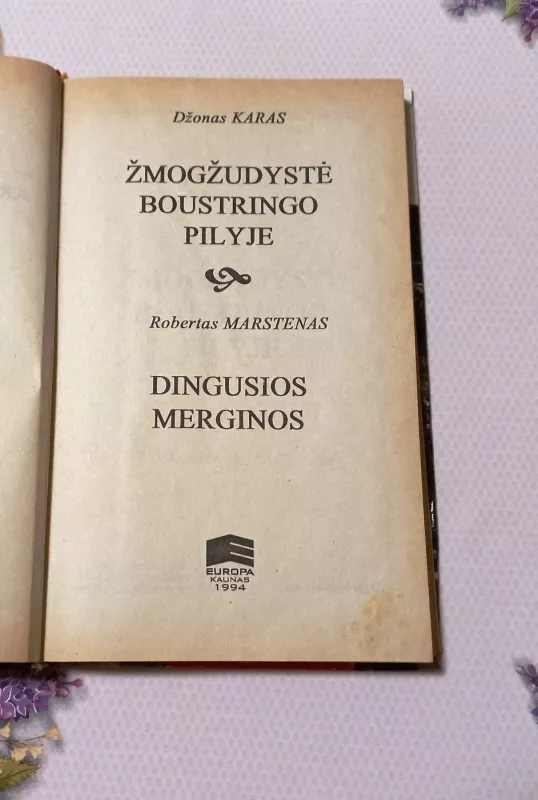 Džonas KARAS
ŽMOGŽUDYSTĖ
BOUSTRINGO
PILYJE
Robertas MARSTENAS
DINGUSIOS
MERGINOS
EUROPA
KAUNAS
1994